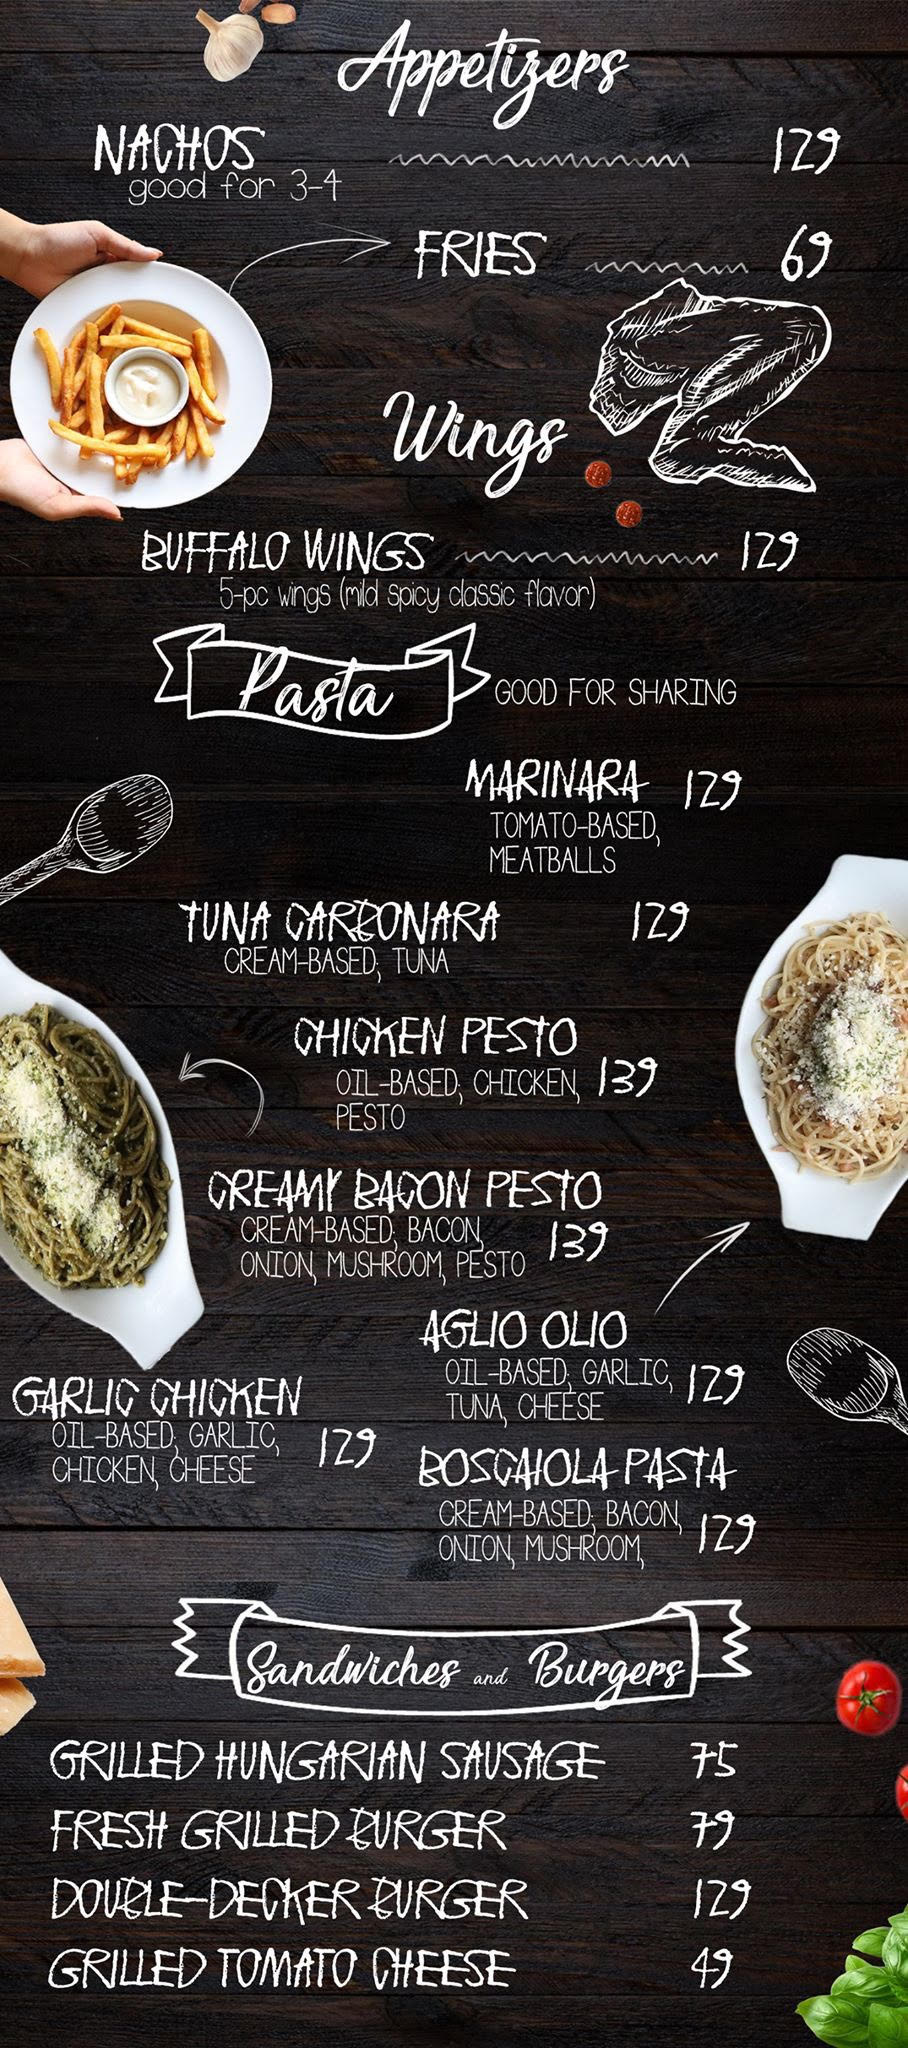 Appetizers
NACHOS 129
good for 3-4
FRIES 69
Wings
BUFFALO WINGS 129
5-pc wings (mild spicy classic flavor)
Pasta GOOD FOR SHARING
MARINARA 129
TOMATO-BASED,
MEATBALLS
TUNA CARBONARA 129
CREAM-BASED, TUNA
CHICKEN PESTO
OIL-BASED, CHICKEN, 139
PESTO
CREAMY BACON PESTO
CREAM-BASED, BACON, 139
ONION, MUSHROOM, PESTO
AGLIO OLIO
OIL-BASED, GARLIC, 129
TUNA, CHEESE
GARLIC CHICKEN
OIL-BASED, GARLIC, 129
CHICKEN, CHEESE
BOSCAIOLA PASTA
CREAM-BASED, BACON, 129
ONION, MUSHROOM,
Sandwiches and Burgers
GRILLED HUNGARIAN SAUSAGE 75
FRESH GRILLED BURGER 79
DOUBLE-DECKER BURGER 129
GRILLED TOMATO CHEESE 49